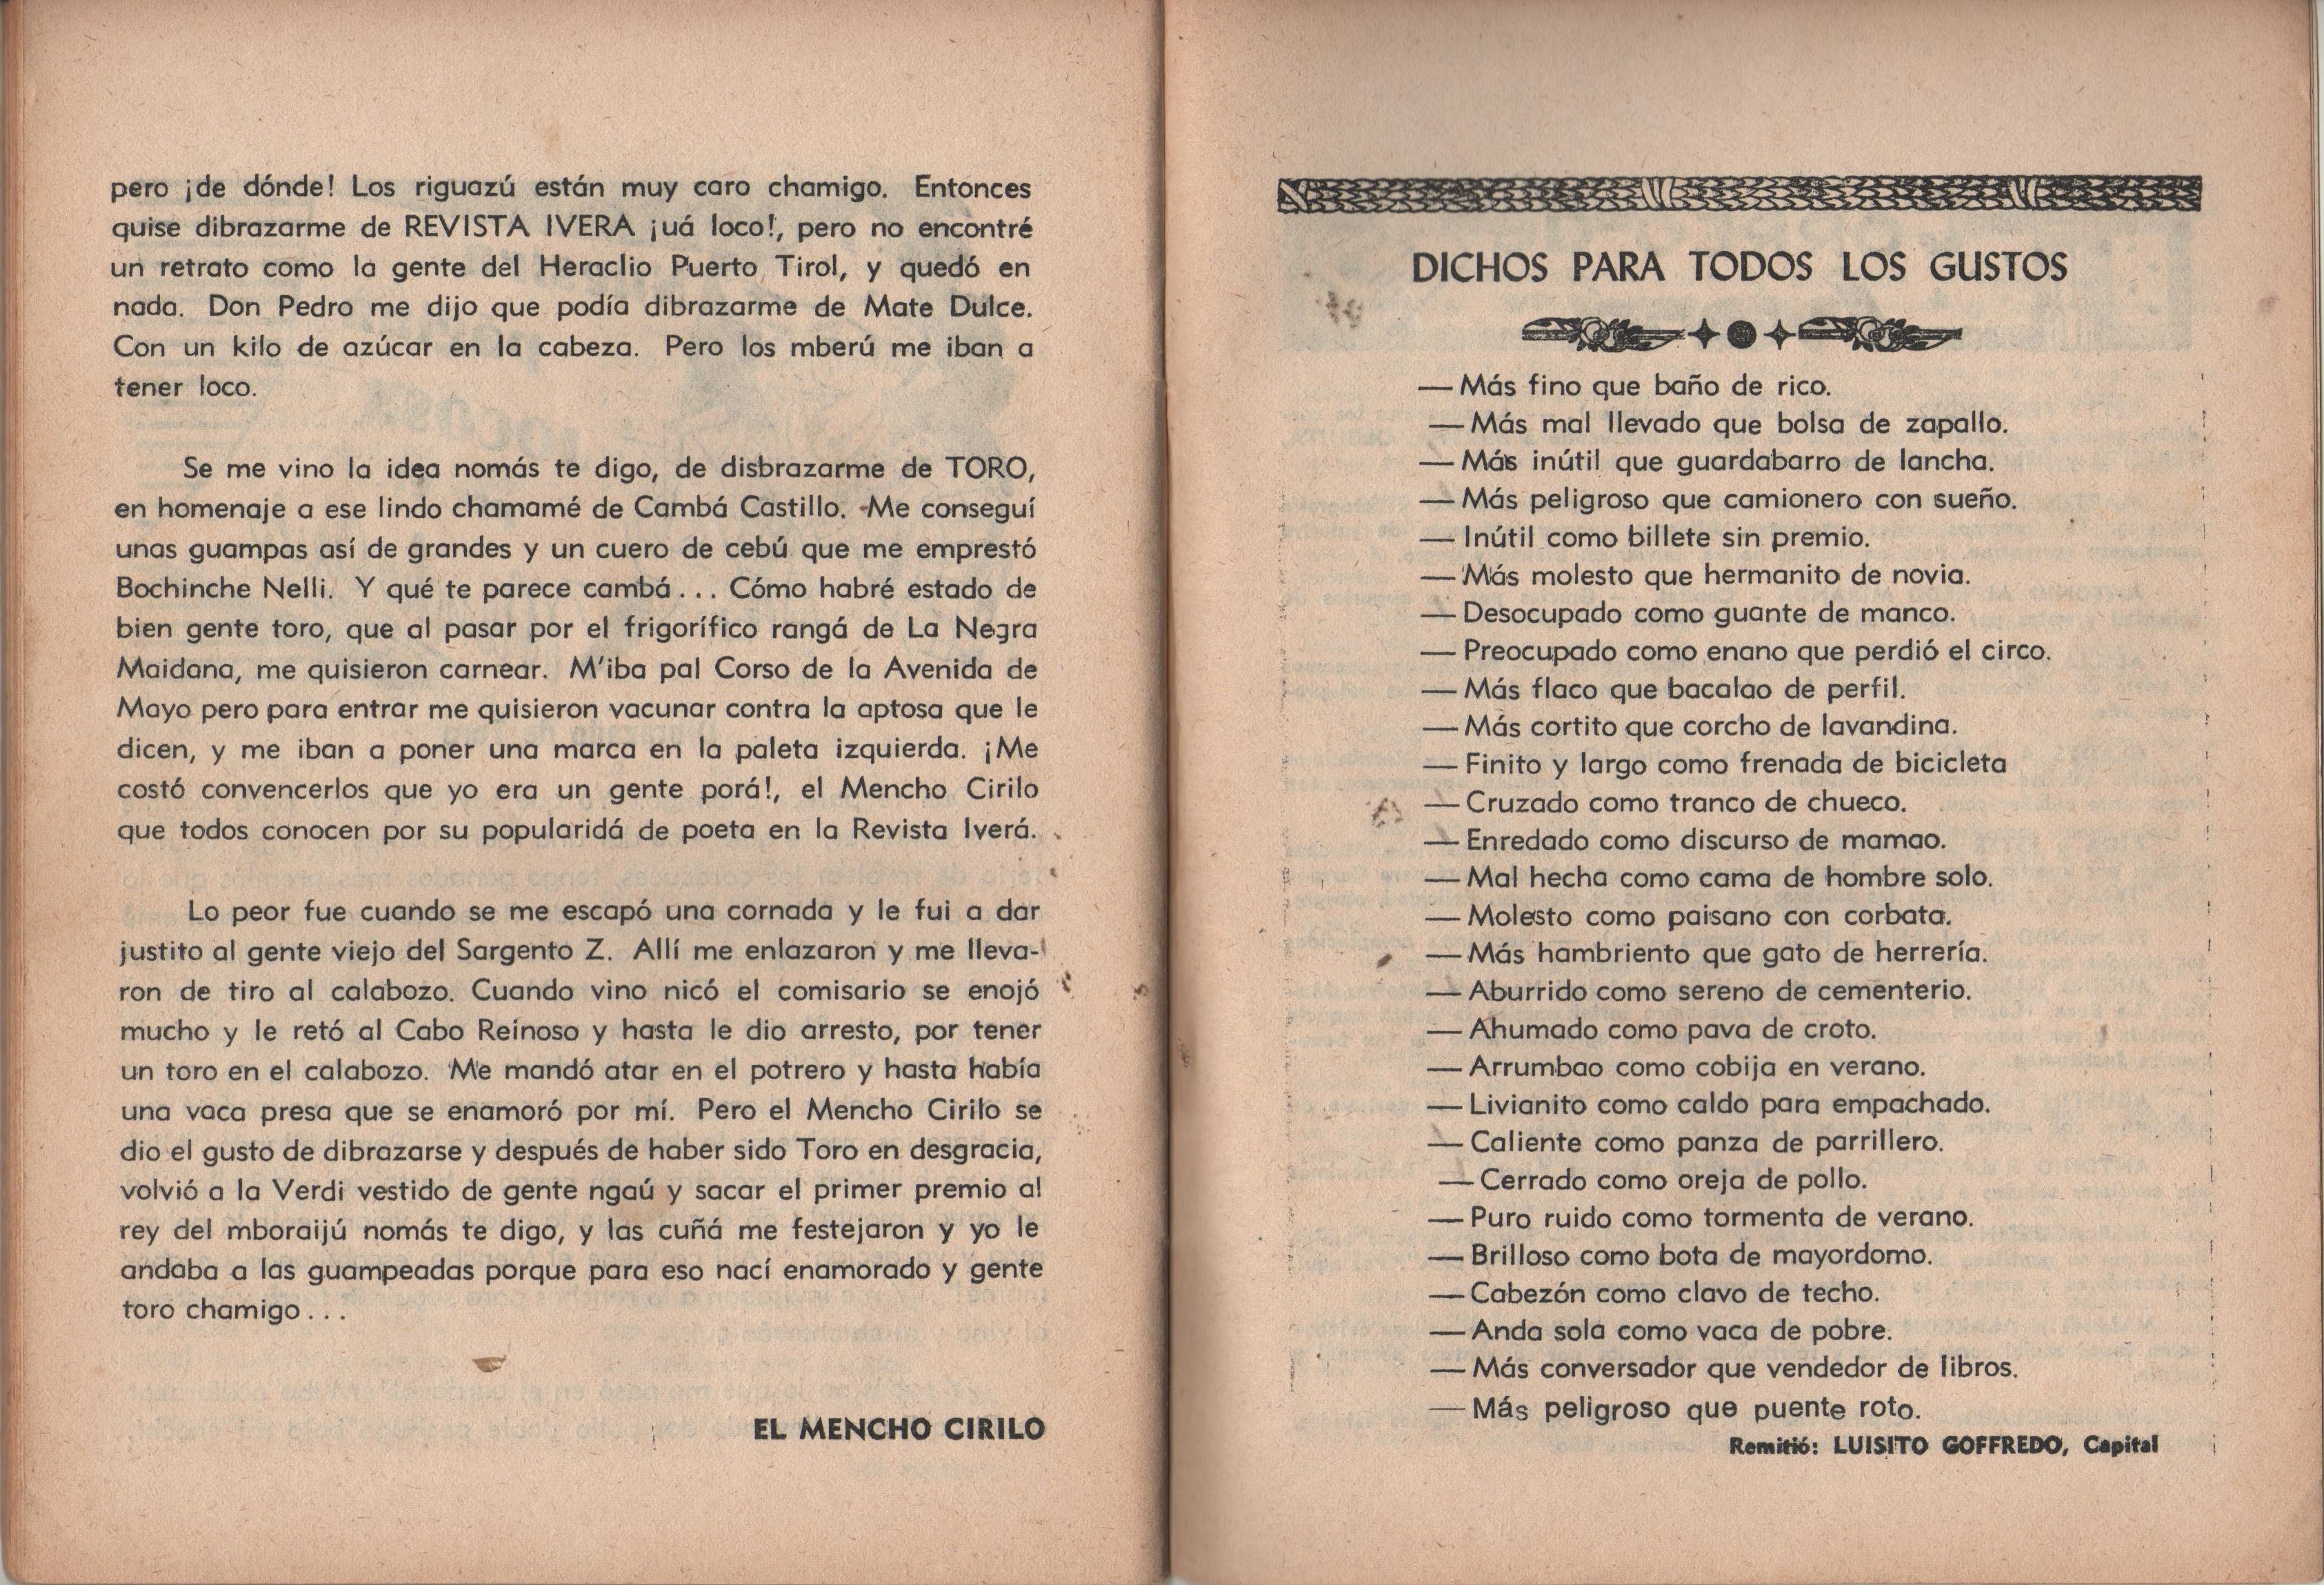 pero ¡de dónde! Los riguazú están muy caro chamigo. Entonces
quise dibrazarme de REVISTA IVERA ¡uá loco!, pero no encontré
un retrato como la gente del Heraclio Puerto Tirol, y quedó en
nada. Don Pedro me dijo que podía dibrazarme de Mate Dulce.
Con un kilo de azúcar en la cabeza. Pero los mberú me iban a
tener loco.
Se me vino la idea nomás te digo, de disbrazarme de TORO,
en homenaje a ese lindo chamamé de Cambá Castillo. Me conseguí
unas guampas así de grandes y un cuero de cebú que me emprestó
Bochinche Nelli. Y qué te parece cambá... Cómo habré estado de
bien gente toro, que al pasar por el frigorífico rangá de La Negra
Maidana, me quisieron carnear. M'iba pal Corso de la Avenida de
Mayo pero para entrar me quisieron vacunar contra la aptosa que le
dicen, y me iban a poner una marca en la paleta izquierda. ¡Me
costó convencerlos que yo era un gente porá!, el Mencho Cirilo
que todos conocen por su popularidá de poeta en la Revista Iverá.
Lo peor fue cuando se me escapó una cornada y le fui a dar
justito al gente viejo del Sargento Z. Allí me enlazaron y me lleva-
ron de tiro al calabozo. Cuando vino nicó el comisario se enojó
mucho y le retó al Cabo Reinoso y hasta le dio arresto, por tener
un toro en el calabozo. Me mandó atar en el potrero y hasta había
una vaca presa que se enamoró por mí. Pero el Mencho Cirilo se
dio el gusto de dibrazarse y después de haber sido Toro en desgracia,
volvió a la Verdi vestido de gente ngaú y sacar el primer premio al
rey del mboraijú nomás te digo, y las cuñá me festejaron y yo le
andaba a las guampeadas porque para eso nací enamorado y gente
toro chamigo...
EL MENCHO CIRILO
DICHOS PARA TODOS LOS GUSTOS
— Más fino que baño de rico.
— Más mal llevado que bolsa de zapallo.
— Más inútil que guardabarro de lancha.
— Más peligroso que camionero con sueño.
— Inútil como billete sin premio.
— Más molesto que hermanito de novia.
— Desocupado como guante de manco.
— Preocupado como enano que perdió el circo.
— Más flaco que bacalao de perfil.
— Más cortito que corcho de lavandina.
— Finito y largo como frenada de bicicleta
— Cruzado como tranco de chueco.
— Enredado como discurso de mamao.
— Mal hecha como cama de hombre solo.
— Molesto como paisano con corbata.
— Más hambriento que gato de herrería.
— Aburrido como sereno de cementerio.
— Ahumado como pava de croto.
— Arrumbao como cobija en verano.
— Livianito como caldo para empachado.
— Caliente como panza de parrillero.
— Cerrado como oreja de pollo.
— Puro ruido como tormenta de verano.
— Brilloso como bota de mayordomo.
— Cabezón como clavo de techo.
— Anda sola como vaca de pobre.
— Más conversador que vendedor de libros.
— Más peligroso que puente roto.
Remitió: LUISITO GOFFREDO, Capital